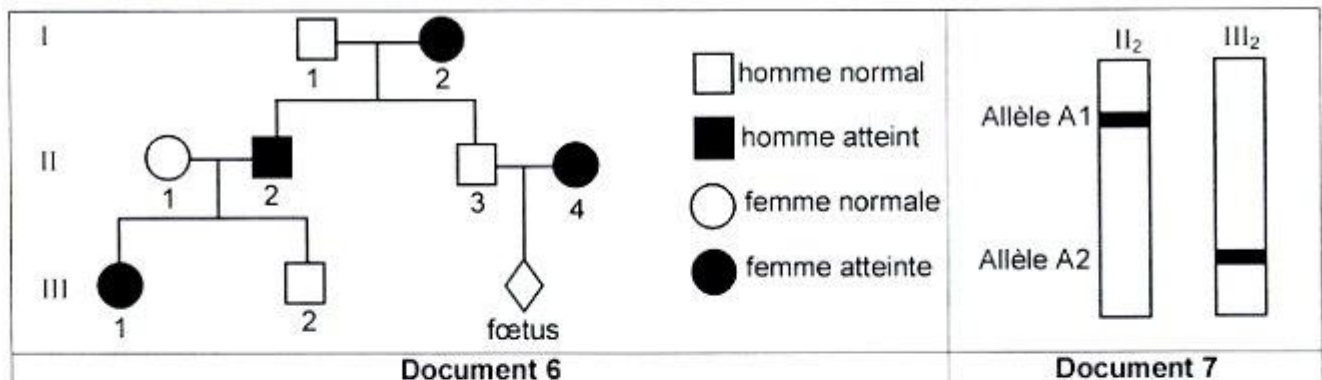 I
1 2
II
1 2 3 4
III
1 2 fœtus
homme normal
homme atteint
femme normale
femme atteinte
Document 6
II₂ III₂
Allèle A1
Allèle A2
Document 7